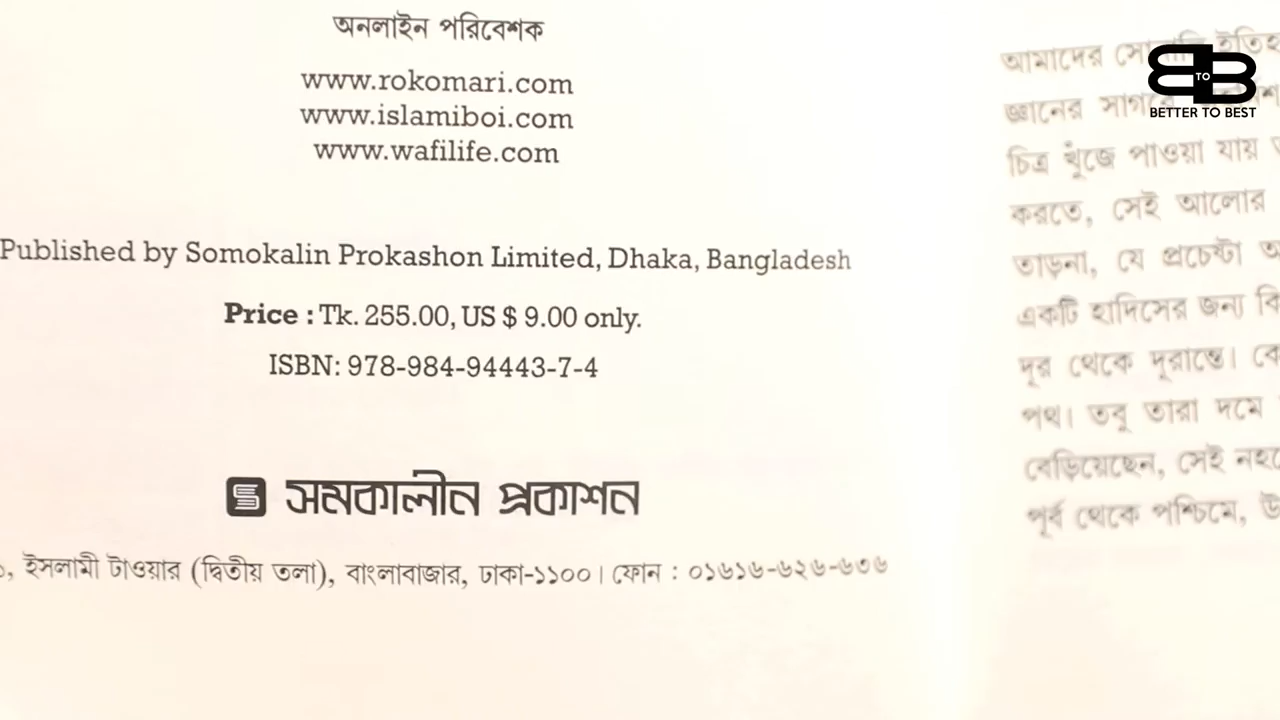 অনলাইন পরিবেশক
www.rokomari.com
www.islamiboi.com
www.wafilife.com
Published by Somokalin Prokashon Limited, Dhaka, Bangladesh
Price : Tk. 255.00, US $ 9.00 only.
ISBN: 978-984-94443-7-4
সমকালীন প্রকাশন
ইসলামী টাওয়ার (দ্বিতীয় তলা), বাংলাবাজার, ঢাকা-১১০০। ফোন : ০১৬১৬-৬২৬-৬৩৬
আমাদের
জ্ঞানের
চিত্র খুঁজে পাওয়া যায়
করতে, সেই আলোর
তাড়না, যে প্রচেষ্টা
একটি হাদিসের জন্য
দূর থেকে দূরান্তে।
পথ। তবু তারা দমে
বেড়িয়েছেন, সেই
পূর্ব থেকে পশ্চিমে,
B TO B
BETTER TO BEST